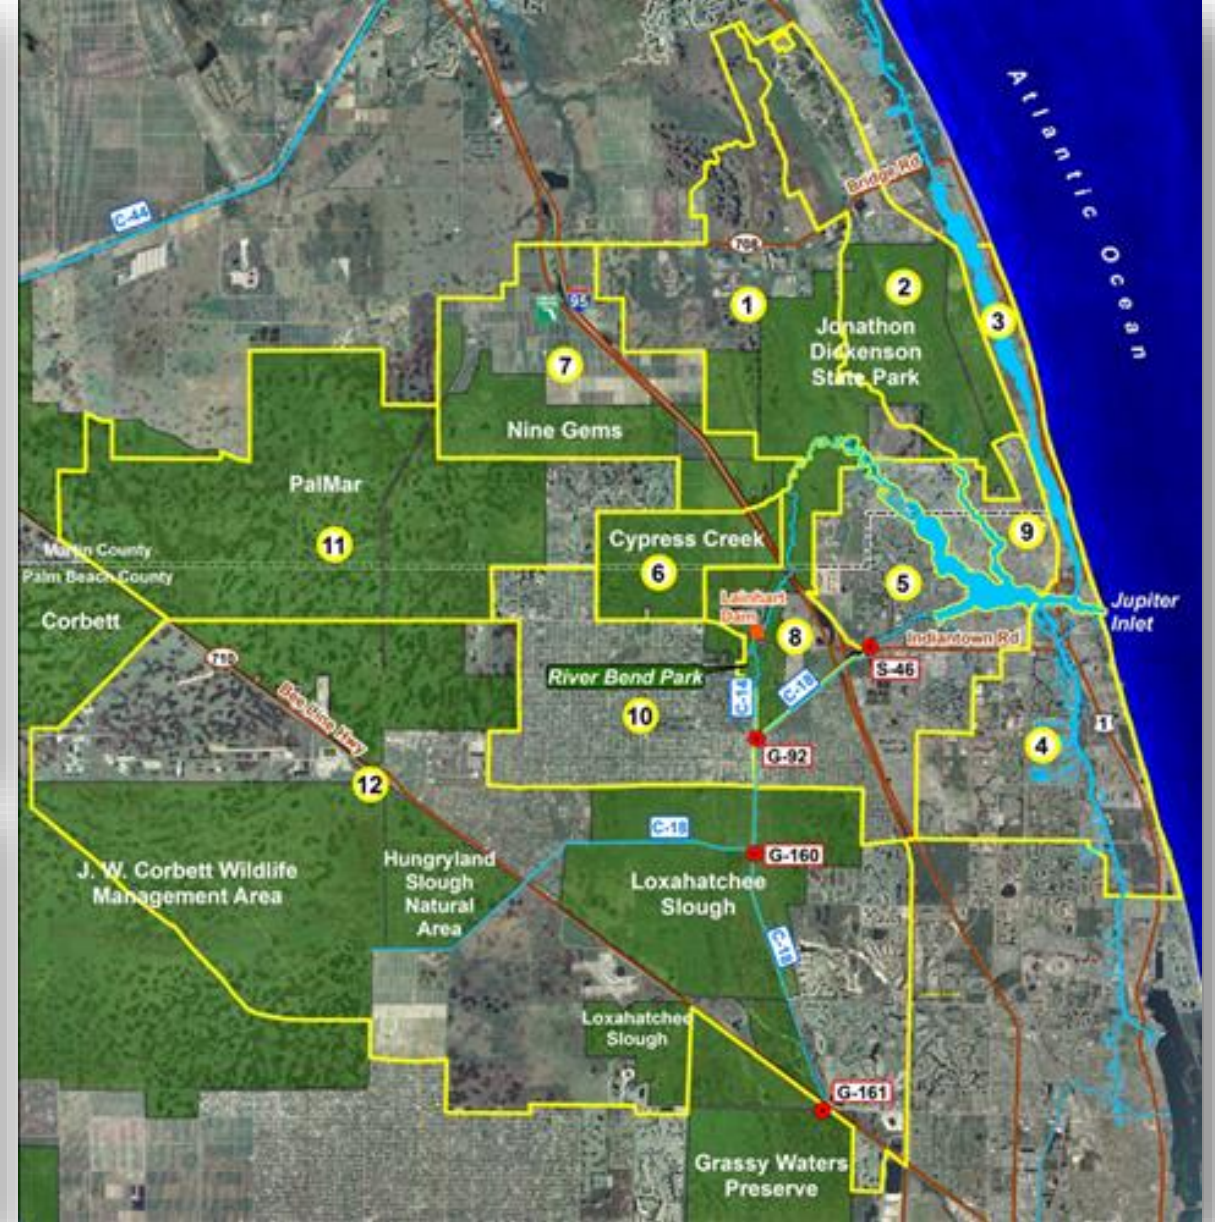 Atlantic Ocean
Bridge Rd
C-44
708
95
1
2
3
Jonathon
Dickenson
State Park
7
Nine Gems
PalMar
11
Martin County
Palm Beach County
Corbett
Cypress Creek
6
9
5
Jupiter
Inlet
Lainhart
Dam
8
Indiantown Rd
S-46
710
Bee Line Hwy
River Bend Park
C-14
C-18
10
G-92
1
4
12
C-18
G-160
J. W. Corbett Wildlife
Management Area
Hungryland
Slough
Natural
Area
Loxahatchee
Slough
C-18
Loxahatchee
Slough
G-161
Grassy Waters
Preserve